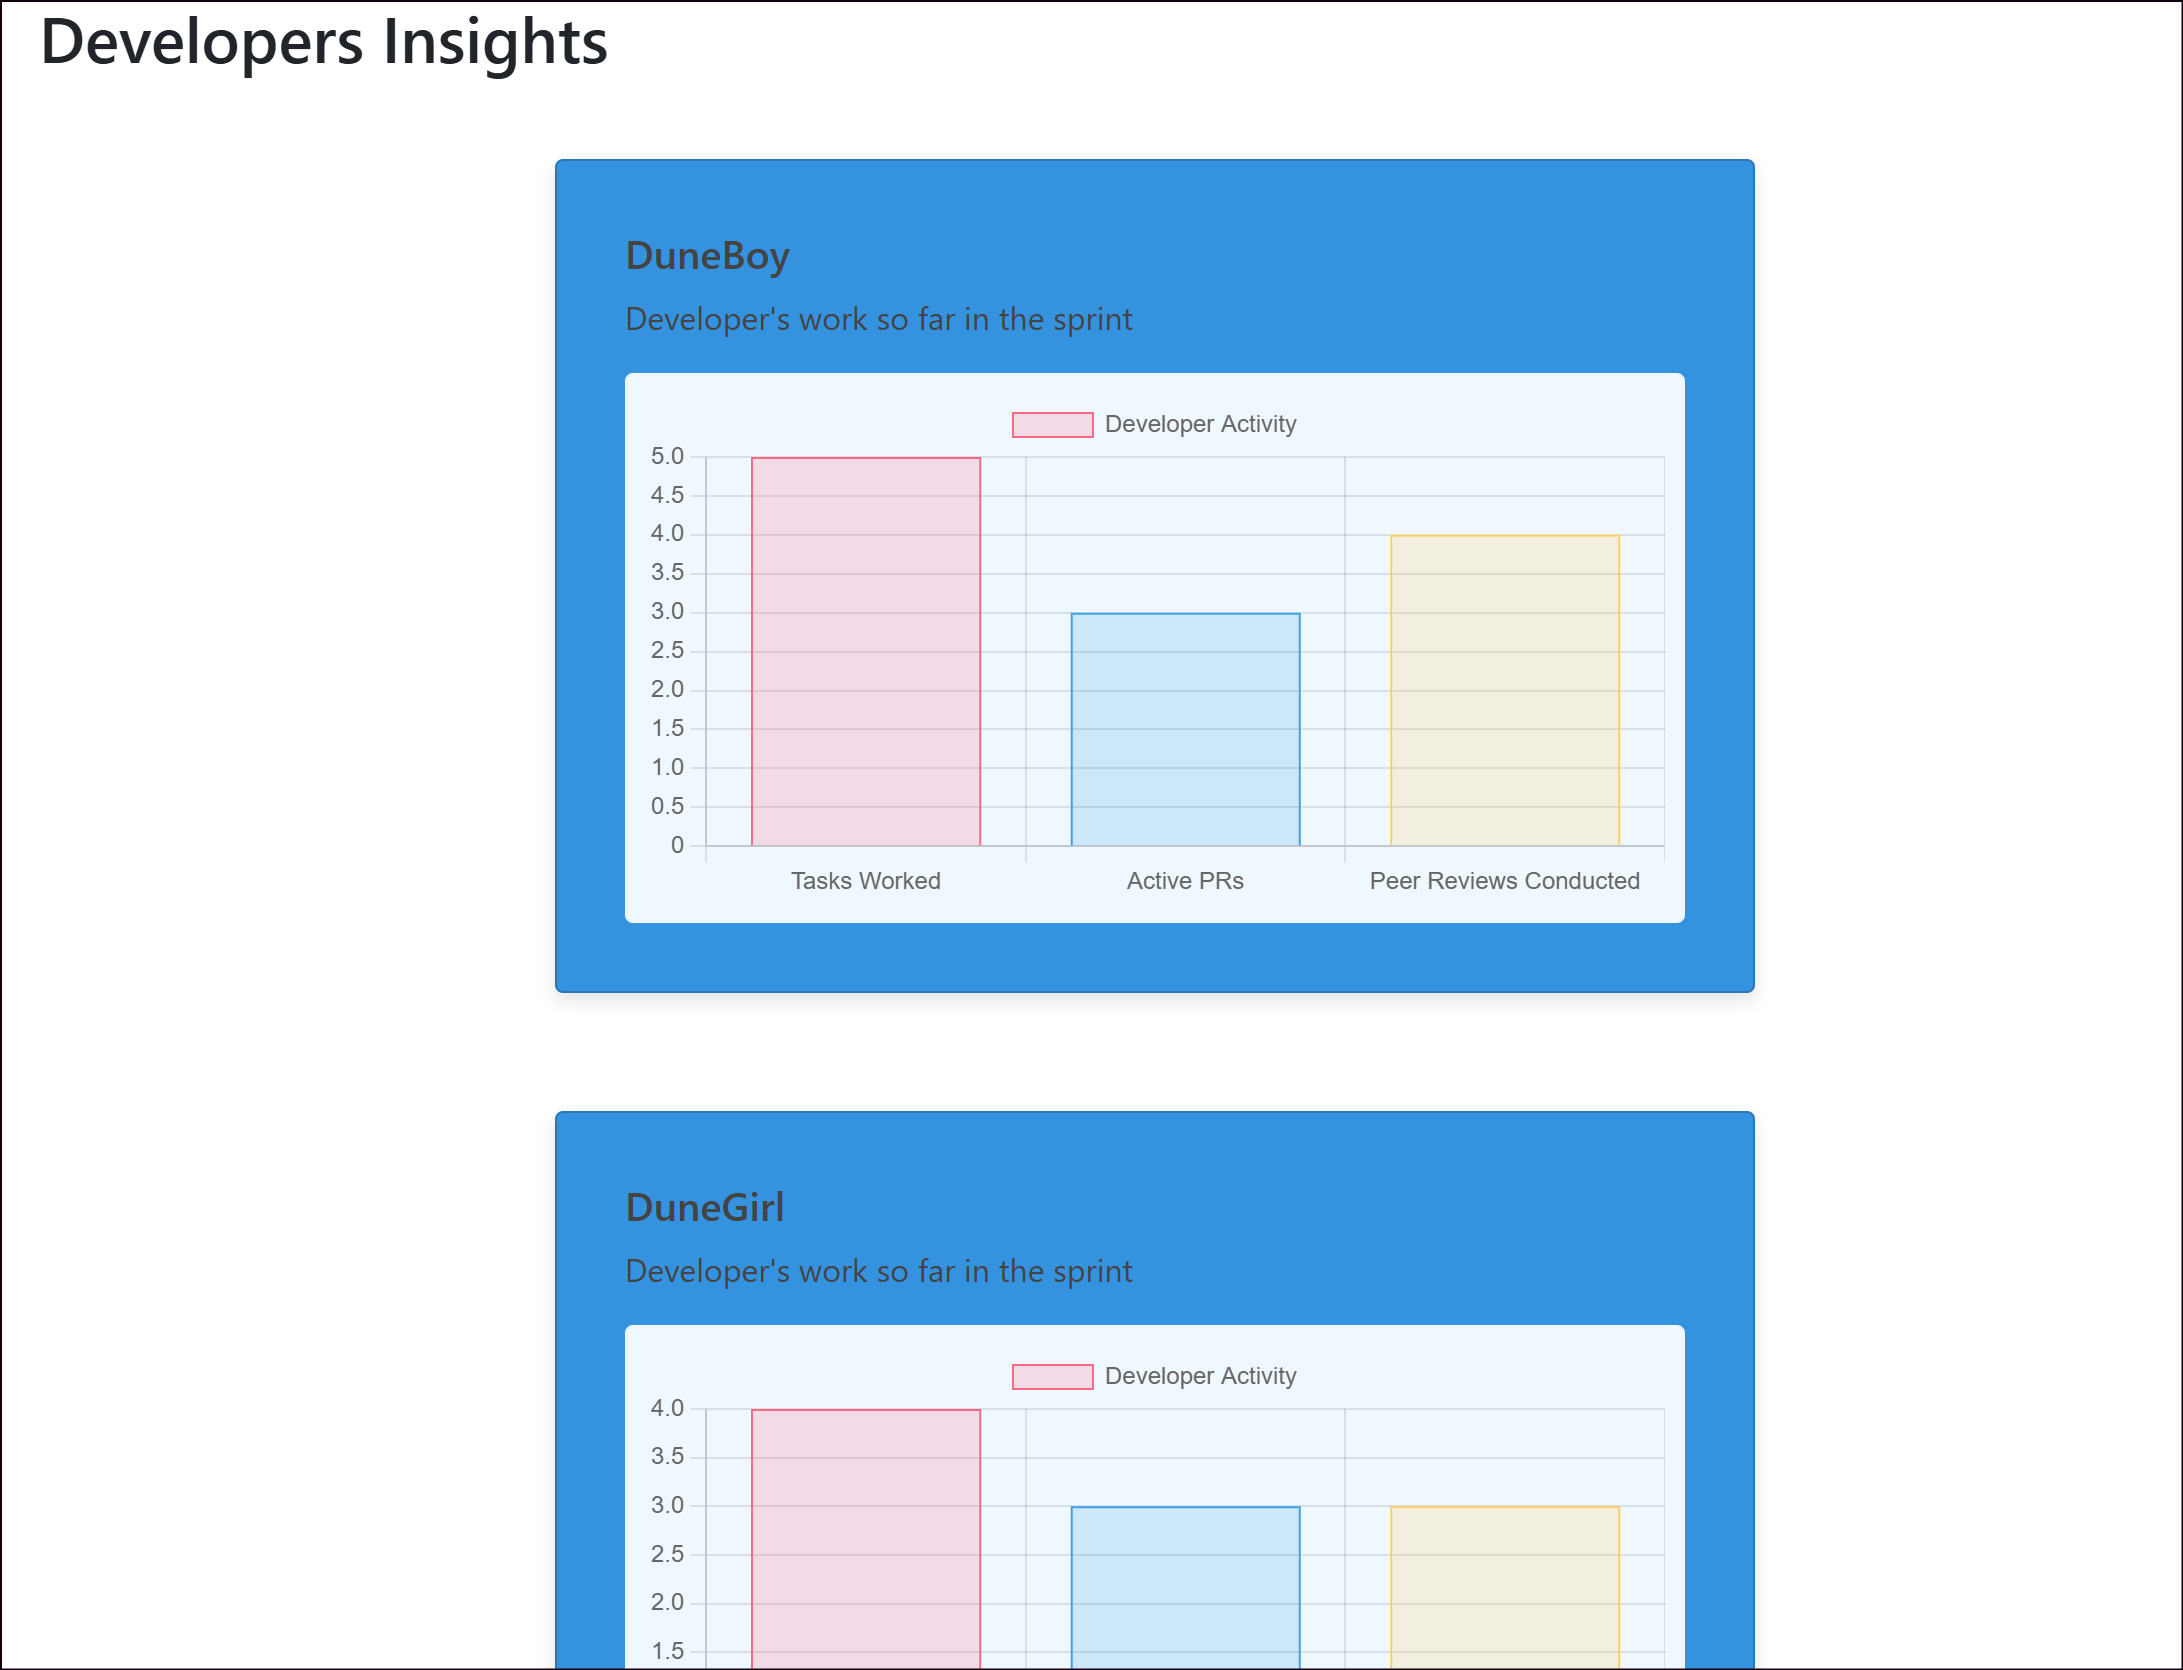 Developers Insights
DuneBoy
Developer's work so far in the sprint
Developer Activity
5.0
4.5
4.0
3.5
3.0
2.5
2.0
1.5
1.0
0.5
0
Tasks Worked Active PRs Peer Reviews Conducted
DuneGirl
Developer's work so far in the sprint
Developer Activity
4.0
3.5
3.0
2.5
2.0
1.5